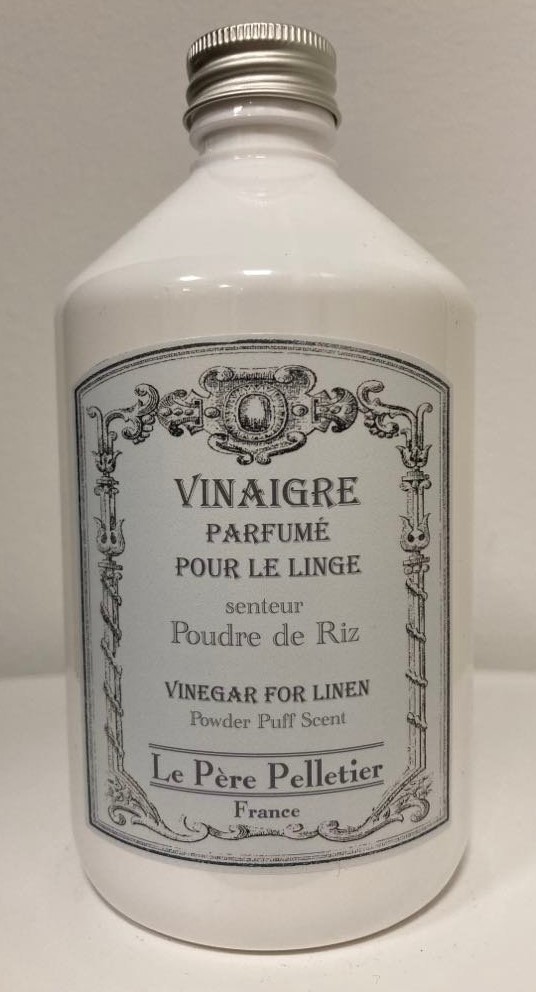 VINAIGRE
PARFUMÉ
POUR LE LINGE
senteur
Poudre de Riz
VINEGAR FOR LINEN
Powder Puff Scent
Le Père Pelletier
France